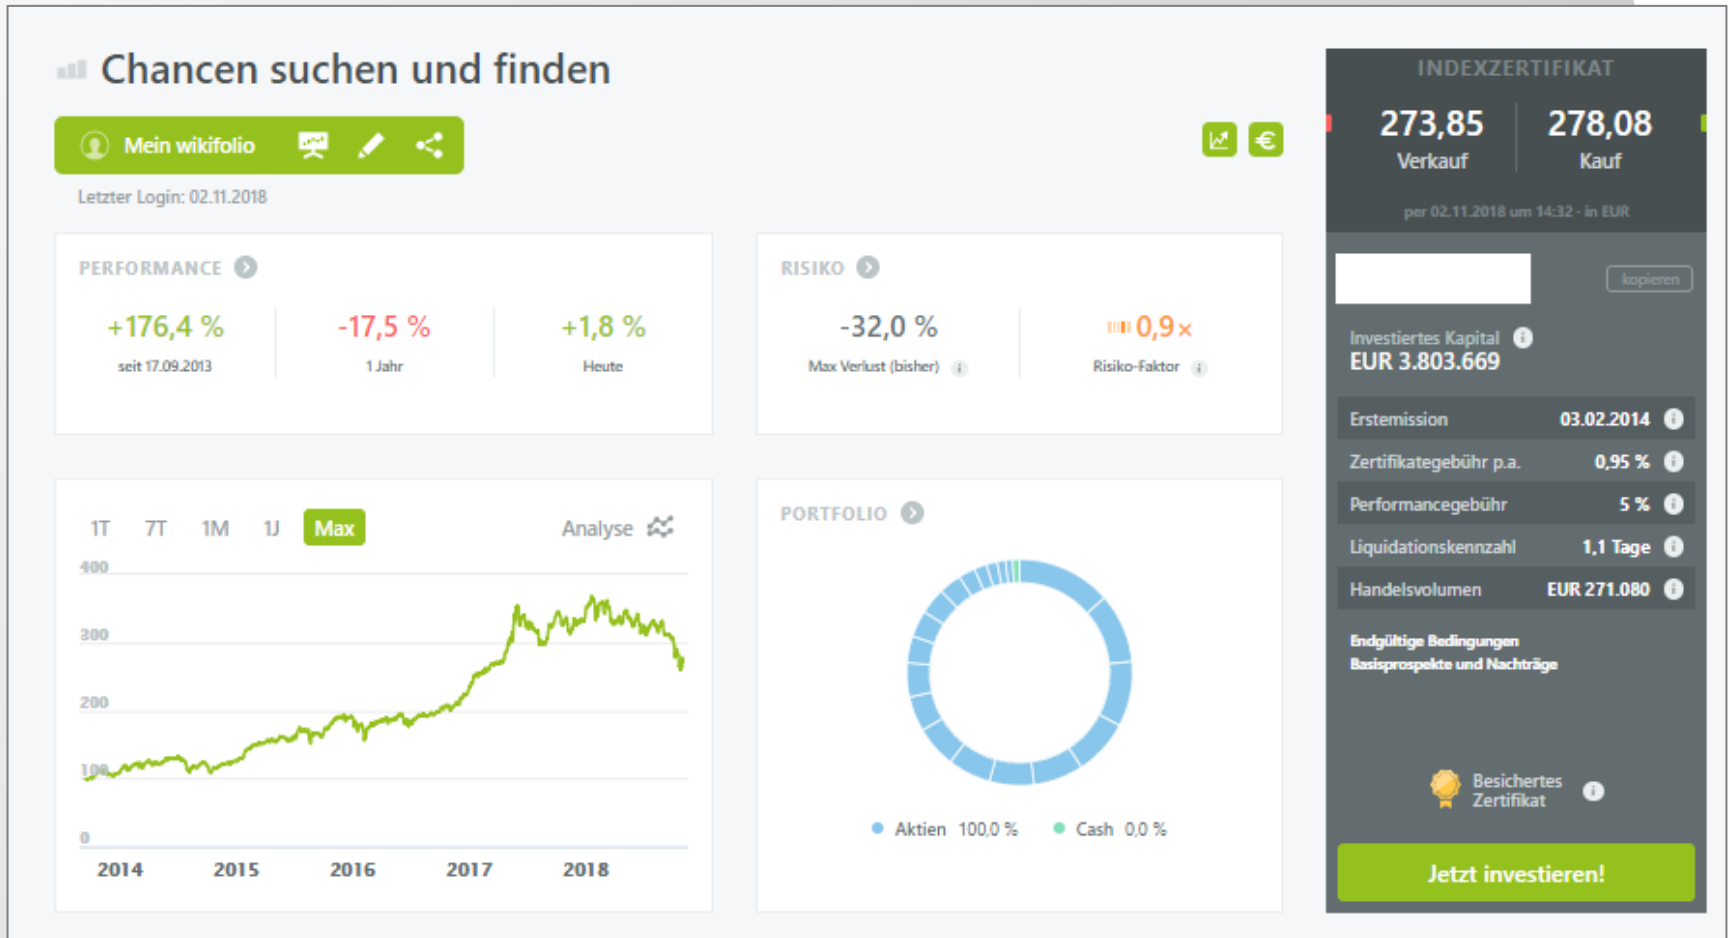 Chancen suchen und finden
Mein wikifolio
Letzter Login: 02.11.2018
PERFORMANCE
+176,4 %
seit 17.09.2013
-17,5 %
1 Jahr
+1,8 %
Heute
RISIKO
-32,0 %
Max Verlust (bisher)
0,9×
Risiko-Faktor
1T 7T 1M 1J Max Analyse
400
300
200
100
0
2014 2015 2016 2017 2018
PORTFOLIO
Aktien 100,0 % Cash 0,0 %
INDEXZERTIFIKAT
273,85
Verkauf
278,08
Kauf
per 02.11.2018 um 14:32 - in EUR
kopieren
Investiertes Kapital
EUR 3.803.669
Erstemission 03.02.2014
Zertifikategebühr p.a. 0,95 %
Performancegebühr 5 %
Liquidationskennzahl 1,1 Tage
Handelsvolumen EUR 271.080
Endgültige Bedingungen
Basisprospekte und Nachträge
Besichertes
Zertifikat
Jetzt investieren!